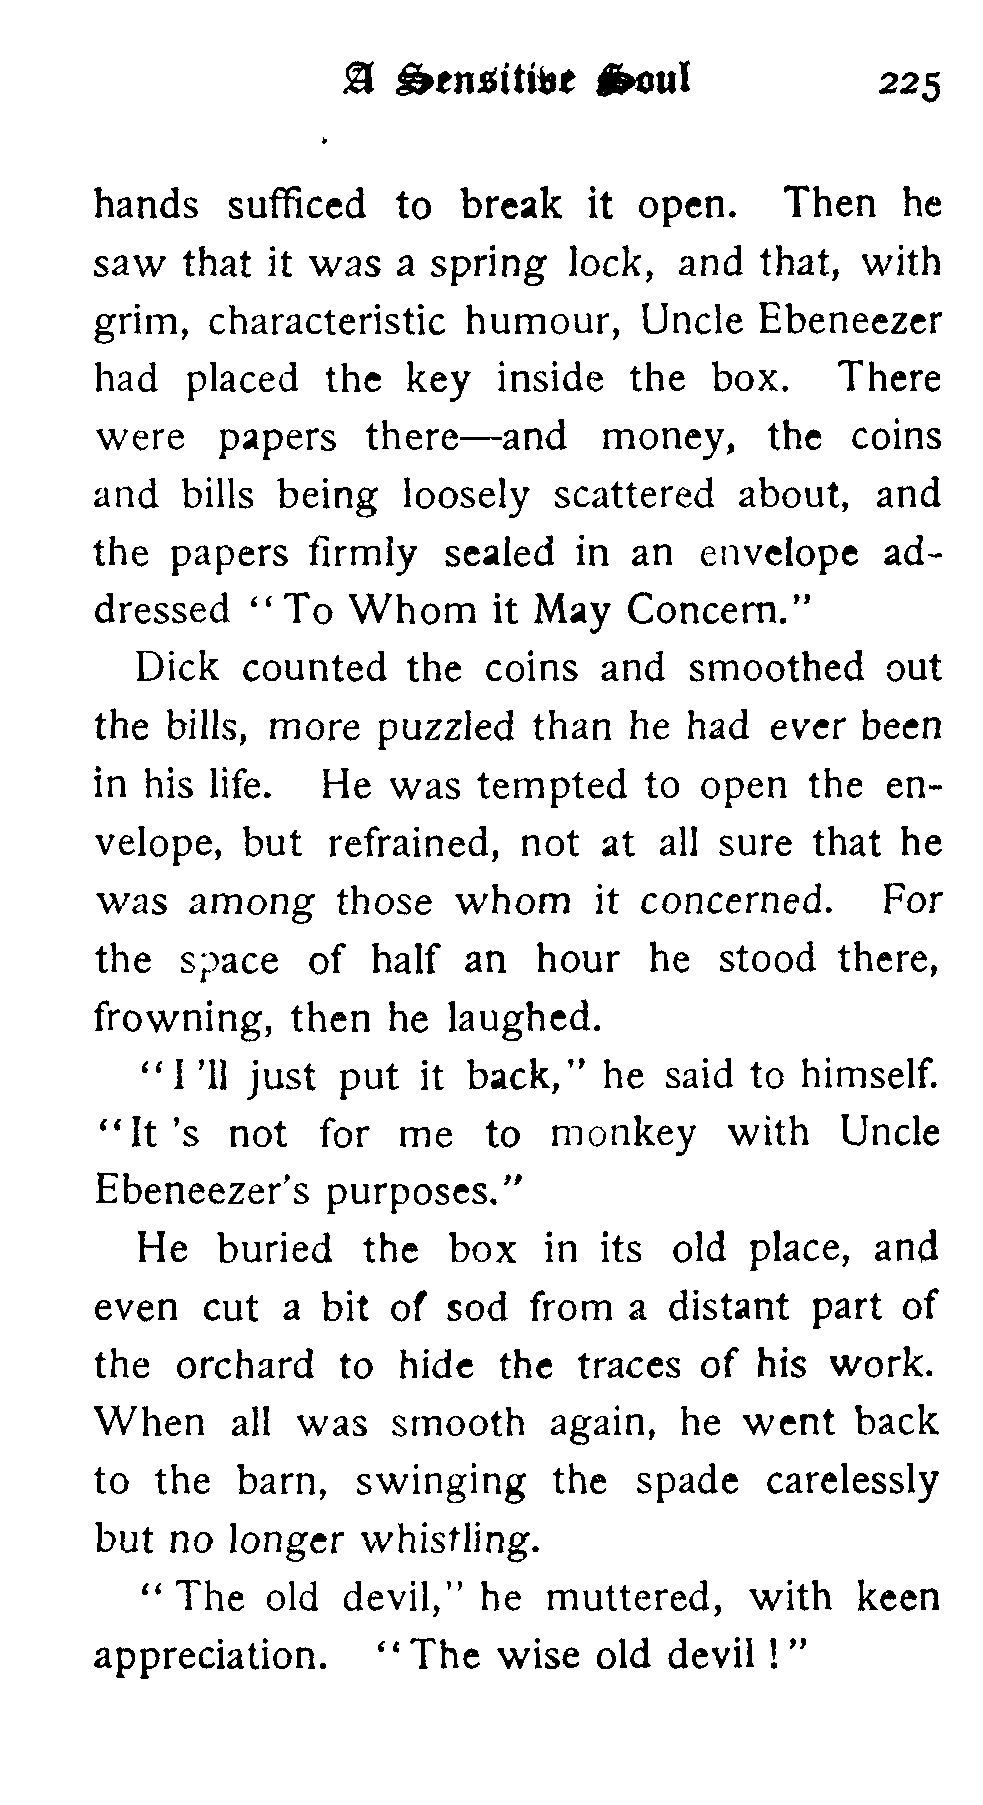 A Sensitive Soul 225
hands sufficed to break it open. Then he
saw that it was a spring lock, and that, with
grim, characteristic humour, Uncle Ebeneezer
had placed the key inside the box. There
were papers there—and money, the coins
and bills being loosely scattered about, and
the papers firmly sealed in an envelope ad-
dressed “To Whom it May Concern.”
Dick counted the coins and smoothed out
the bills, more puzzled than he had ever been
in his life. He was tempted to open the en-
velope, but refrained, not at all sure that he
was among those whom it concerned. For
the space of half an hour he stood there,
frowning, then he laughed.
“I ’ll just put it back,” he said to himself.
“It ’s not for me to monkey with Uncle
Ebeneezer’s purposes.”
He buried the box in its old place, and
even cut a bit of sod from a distant part of
the orchard to hide the traces of his work.
When all was smooth again, he went back
to the barn, swinging the spade carelessly
but no longer whistling.
“The old devil,” he muttered, with keen
appreciation. “The wise old devil!”